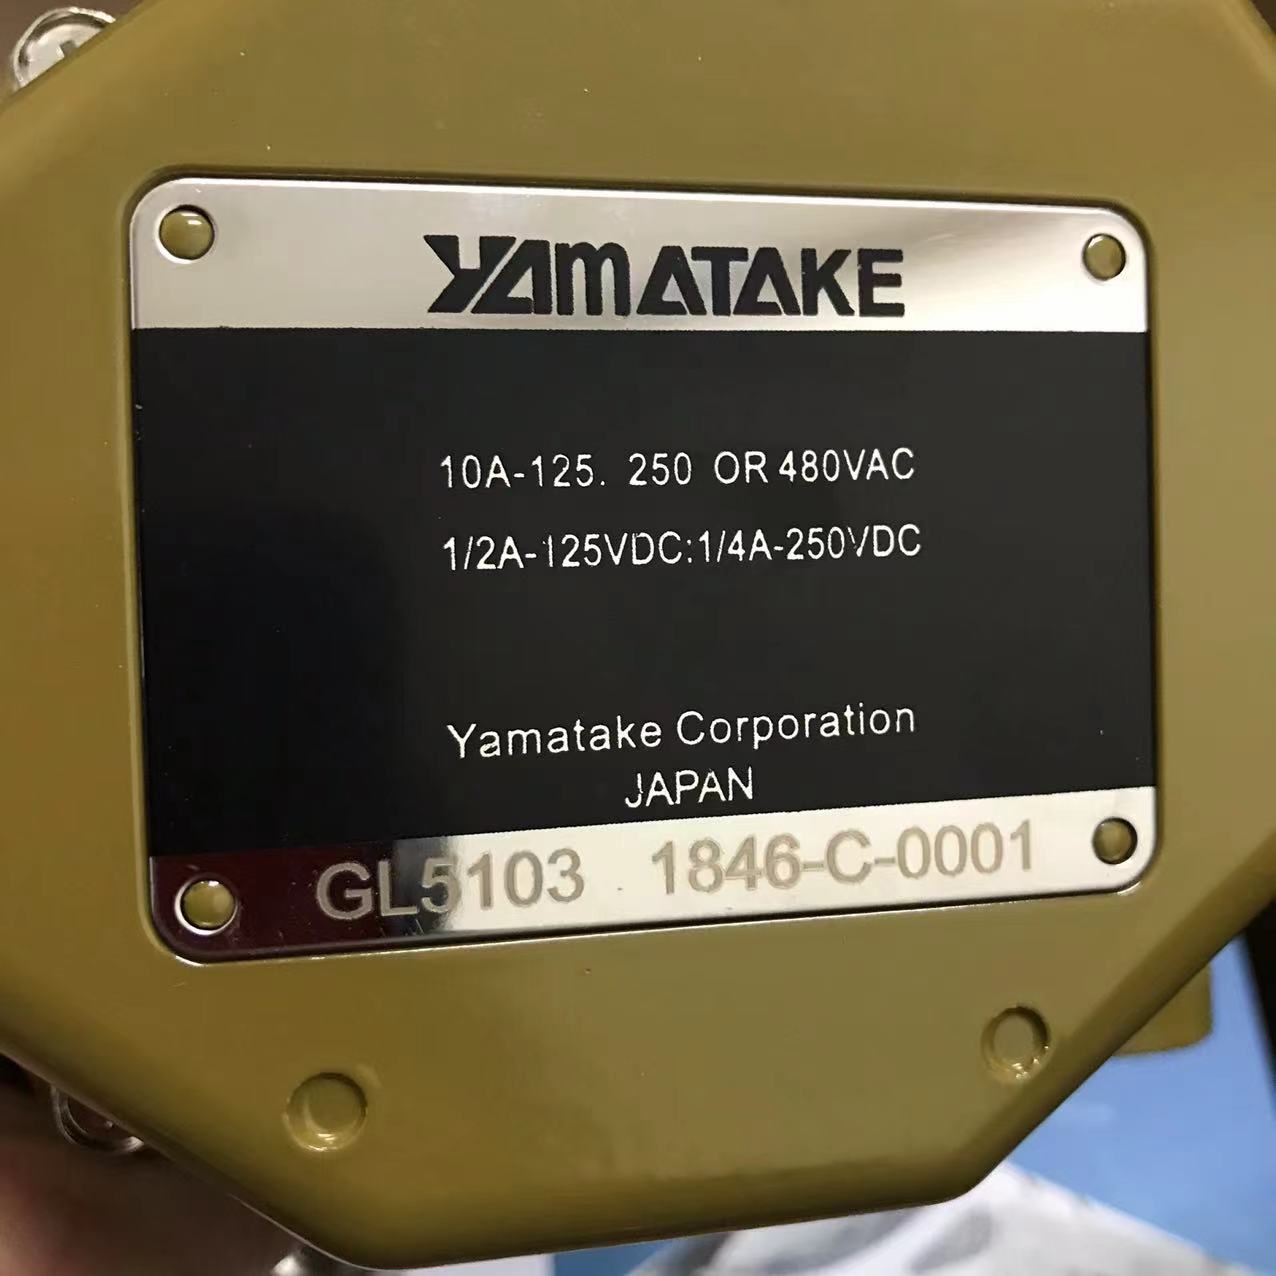 YAMATAKE
10A-125. 250 OR 480VAC
1/2A-125VDC:1/4A-250VDC
Yamatake Corporation
JAPAN
GL5103 1846-C-0001